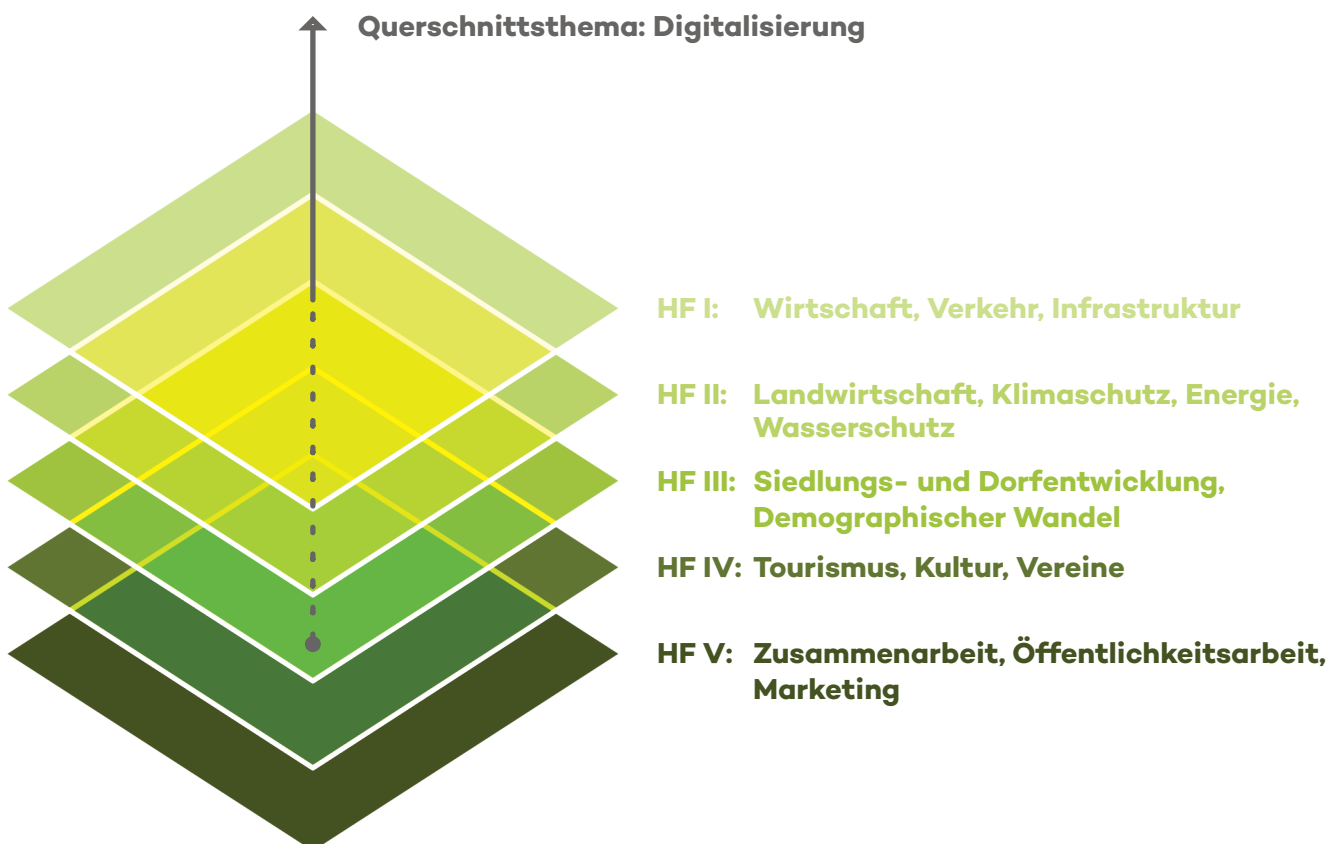 Querschnittsthema: Digitalisierung
HF I: Wirtschaft, Verkehr, Infrastruktur
HF II: Landwirtschaft, Klimaschutz, Energie,
Wasserschutz
HF III: Siedlungs- und Dorfentwicklung,
Demographischer Wandel
HF IV: Tourismus, Kultur, Vereine
HF V: Zusammenarbeit, Öffentlichkeitsarbeit,
Marketing